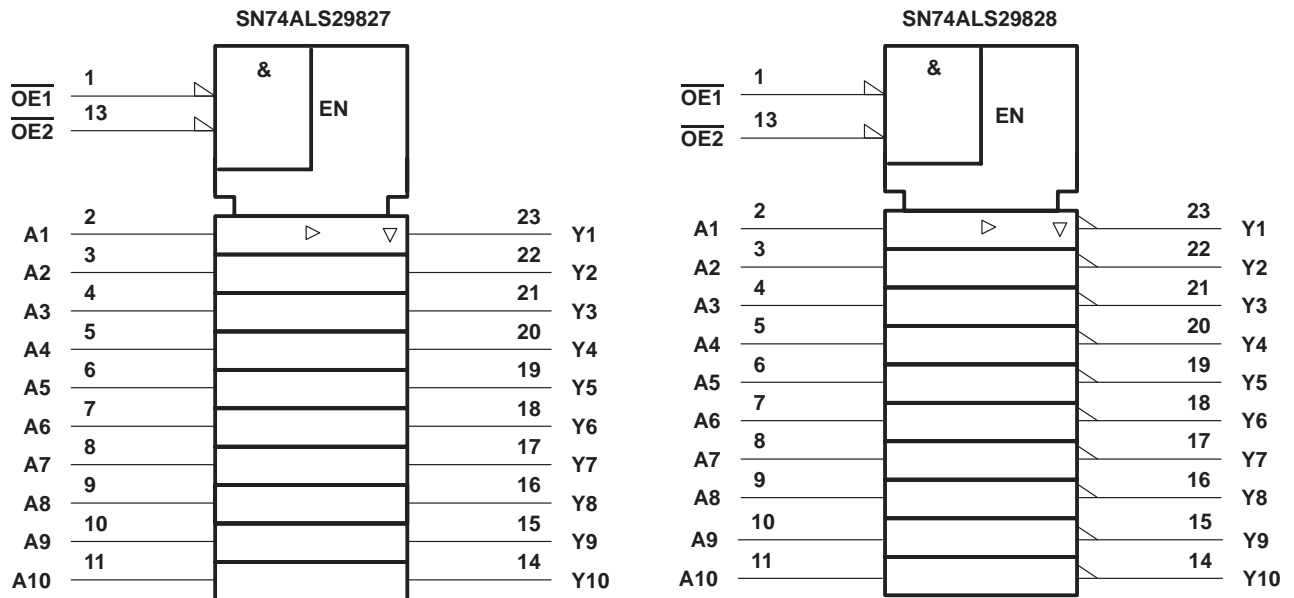 SN74ALS29827
&
EN
OE1 1
OE2 13
A1 2 23 Y1
A2 3 22 Y2
A3 4 21 Y3
A4 5 20 Y4
A5 6 19 Y5
A6 7 18 Y6
A7 8 17 Y7
A8 9 16 Y8
A9 10 15 Y9
A10 11 14 Y10
SN74ALS29828
&
EN
OE1 1
OE2 13
A1 2 23 Y1
A2 3 22 Y2
A3 4 21 Y3
A4 5 20 Y4
A5 6 19 Y5
A6 7 18 Y6
A7 8 17 Y7
A8 9 16 Y8
A9 10 15 Y9
A10 11 14 Y10